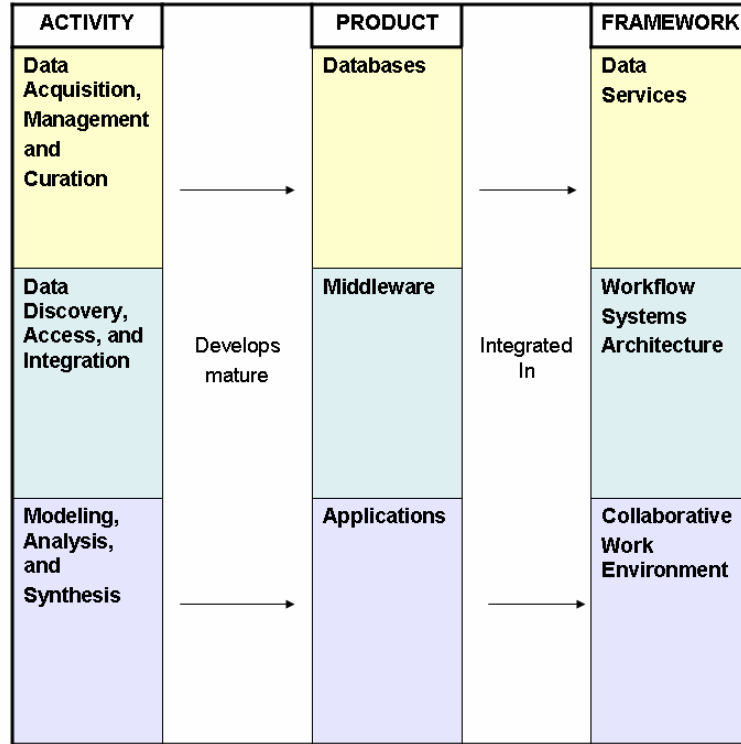 ACTIVITY
PRODUCT
FRAMEWORK
Data
Acquisition,
Management
and
Curation
Databases
Data
Services
Data
Discovery,
Access, and
Integration
Develops
mature
Middleware
Integrated
In
Workflow
Systems
Architecture
Modeling,
Analysis,
and
Synthesis
Applications
Collaborative
Work
Environment